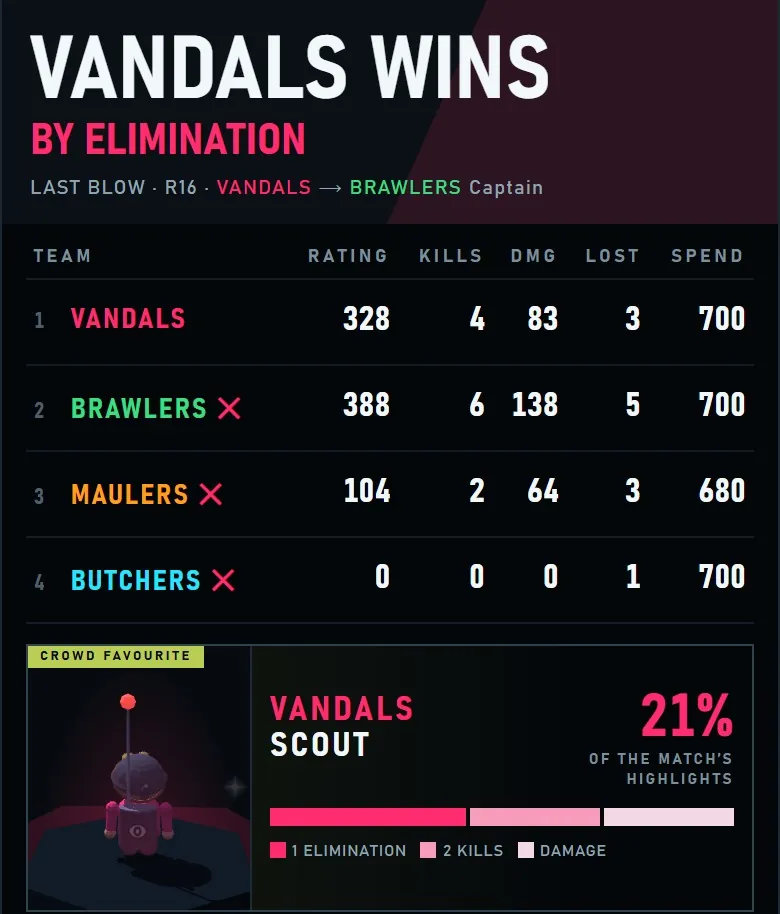 VANDALS WINS
BY ELIMINATION
LAST BLOW · R16 · VANDALS → BRAWLERS Captain
TEAM RATING KILLS DMG LOST SPEND
1 VANDALS 328 4 83 3 700
2 BRAWLERS ✕ 388 6 138 5 700
3 MAULERS ✕ 104 2 64 3 680
4 BUTCHERS ✕ 0 0 0 1 700
CROWD FAVOURITE
VANDALS
SCOUT
21%
OF THE MATCH'S
HIGHLIGHTS
1 ELIMINATION 2 KILLS DAMAGE